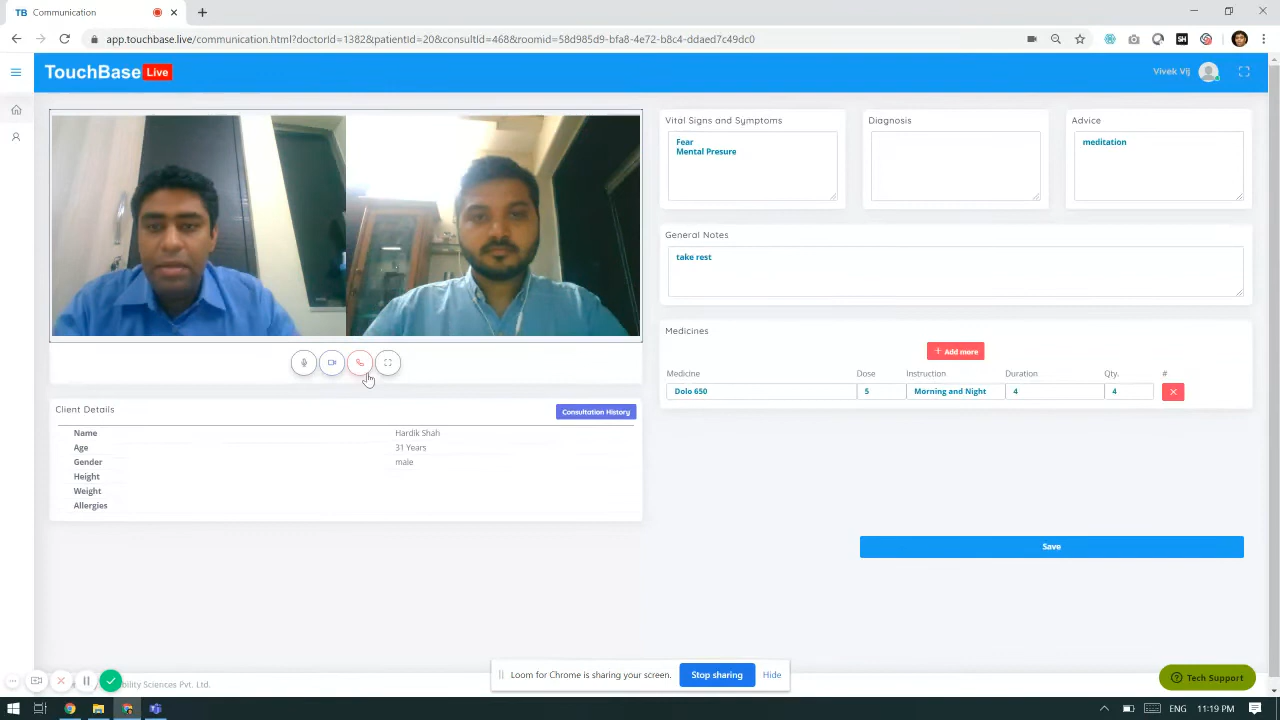 TB Communication
app.touchbase.live/communication.html?doctorId=1382&patientid=20&consultId=468&roomid=58d985d9-bfa8-4e72-b8c4-ddaed7c49dc0
TouchBase Live
Vivek Vij
Vital Signs and Symptoms
Fear
Mental Presure
Diagnosis
Advice
meditation
General Notes
take rest
Medicines
+ Add more
Medicine Dose Instruction Duration Qty. #
Dolo 650 5 Morning and Night 4 4
Client Details
Consultation History
Name Hardik Shah
Age 31 Years
Gender male
Height
Weight
Allergies
Save
bility Sciences Pvt. Ltd.
Loom for Chrome is sharing your screen. Stop sharing Hide
Tech Support
ENG 11:19 PM